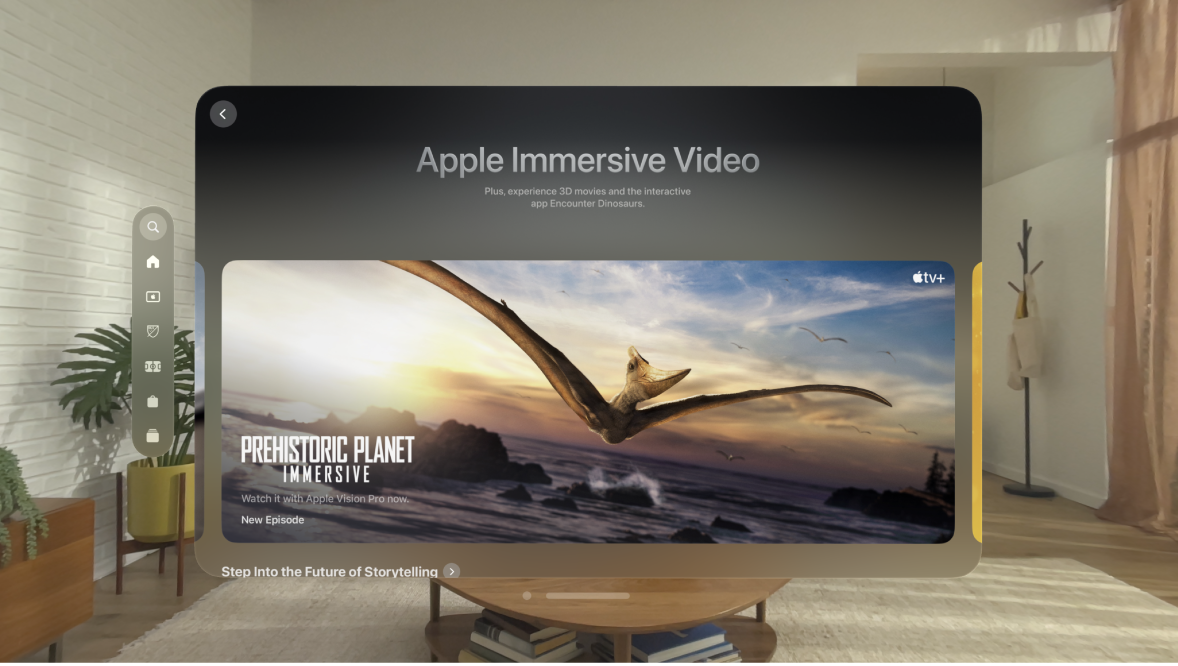 Apple Immersive Video
Plus, experience 3D movies and the interactive
app Encounter Dinosaurs.
tv+
PREHISTORIC PLANET
IMMERSIVE
Watch it with Apple Vision Pro now.
New Episode
Step Into the Future of Storytelling